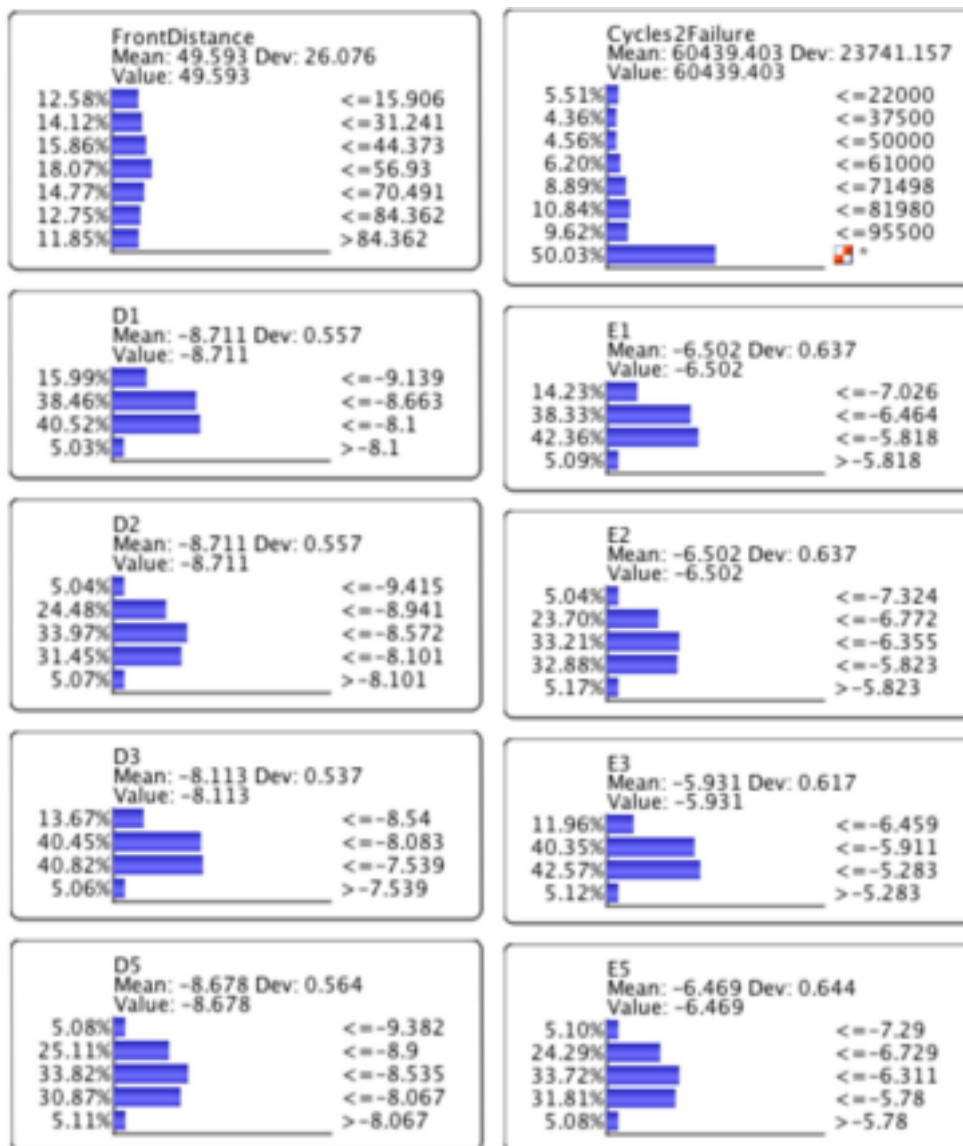 FrontDistance
Mean: 49.593 Dev: 26.076
Value: 49.593
12.58% <=15.906
14.12% <=31.241
15.86% <=44.373
18.07% <=56.93
14.77% <=70.491
12.75% <=84.362
11.85% >84.362
Cycles2Failure
Mean: 60439.403 Dev: 23741.157
Value: 60439.403
5.51% <=22000
4.36% <=37500
4.56% <=50000
6.20% <=61000
8.89% <=71498
10.84% <=81980
9.62% <=95500
50.03% *
D1
Mean: -8.711 Dev: 0.557
Value: -8.711
15.99% <=-9.139
38.46% <=-8.663
40.52% <=-8.1
5.03% >-8.1
E1
Mean: -6.502 Dev: 0.637
Value: -6.502
14.23% <=-7.026
38.33% <=-6.464
42.36% <=-5.818
5.09% >-5.818
D2
Mean: -8.711 Dev: 0.557
Value: -8.711
5.04% <=-9.415
24.48% <=-8.941
33.97% <=-8.572
31.45% <=-8.101
5.07% >-8.101
E2
Mean: -6.502 Dev: 0.637
Value: -6.502
5.04% <=-7.324
23.70% <=-6.772
33.21% <=-6.355
32.88% <=-5.823
5.17% >-5.823
D3
Mean: -8.113 Dev: 0.537
Value: -8.113
13.67% <=-8.54
40.45% <=-8.083
40.82% <=-7.539
5.06% >-7.539
E3
Mean: -5.931 Dev: 0.617
Value: -5.931
11.96% <=-6.459
40.35% <=-5.911
42.57% <=-5.283
5.12% >-5.283
D5
Mean: -8.678 Dev: 0.564
Value: -8.678
5.08% <=-9.382
25.11% <=-8.9
33.82% <=-8.535
30.87% <=-8.067
5.11% >-8.067
E5
Mean: -6.469 Dev: 0.644
Value: -6.469
5.10% <=-7.29
24.29% <=-6.729
33.72% <=-6.311
31.81% <=-5.78
5.08% >-5.78